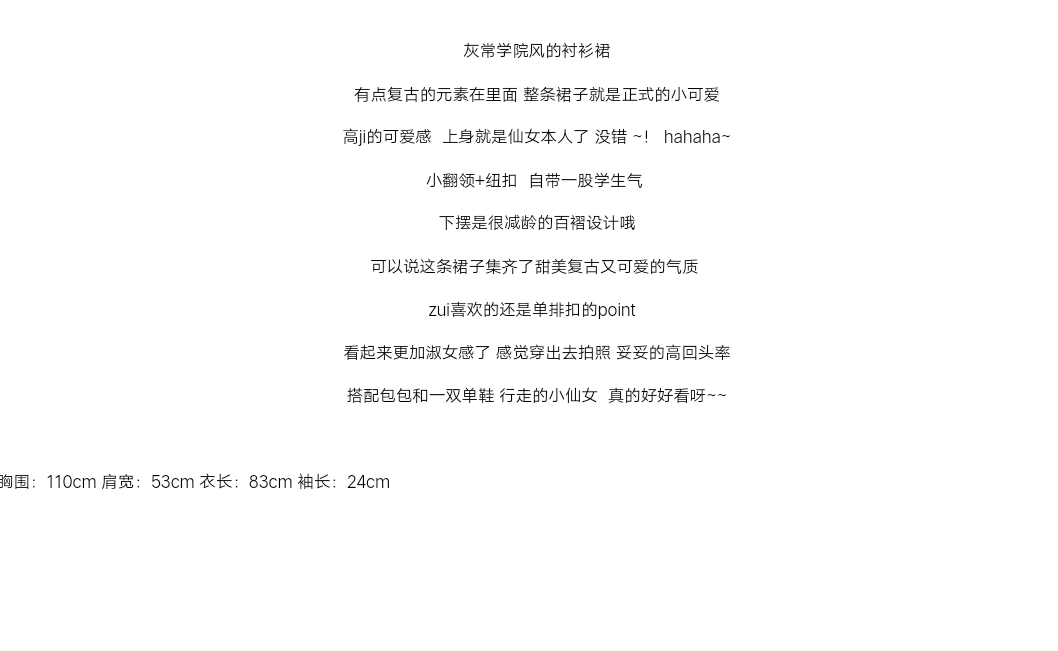 灰常学院风的衬衫裙
有点复古的元素在里面 整条裙子就是正式的小可爱
高ji的可爱感  上身就是仙女本人了 没错 ~!   hahaha~
小翻领+纽扣  自带一股学生气
下摆是很减龄的百褶设计哦
可以说这条裙子集齐了甜美复古又可爱的气质
zui喜欢的还是单排扣的point
看起来更加淑女感了 感觉穿出去拍照 妥妥的高回头率
搭配包包和一双单鞋 行走的小仙女  真的好好看呀~~
胸围：110cm 肩宽：53cm 衣长：83cm 袖长：24cm